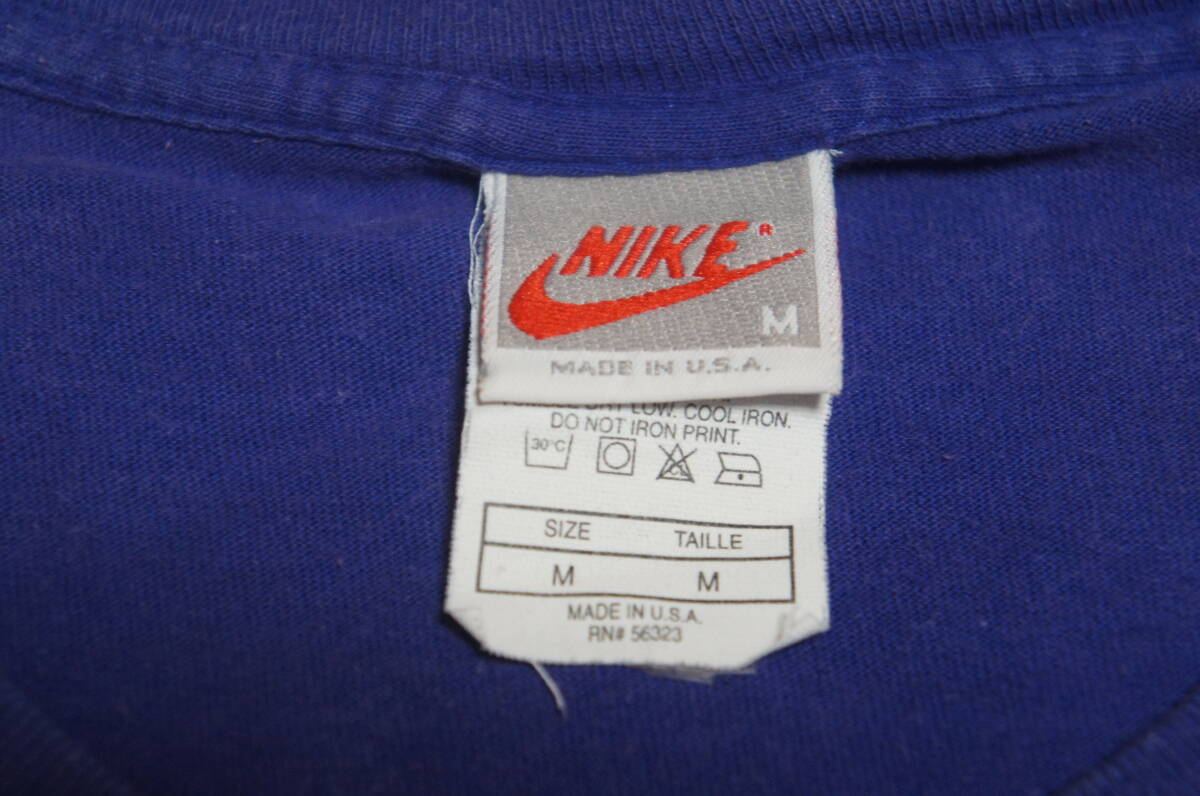 NIKE®
M
MADE IN U.S.A.
LOW. COOL IRON.
DO NOT IRON PRINT.
30°C
SIZE TAILLE
M M
MADE IN U.S.A.
RN# 56323